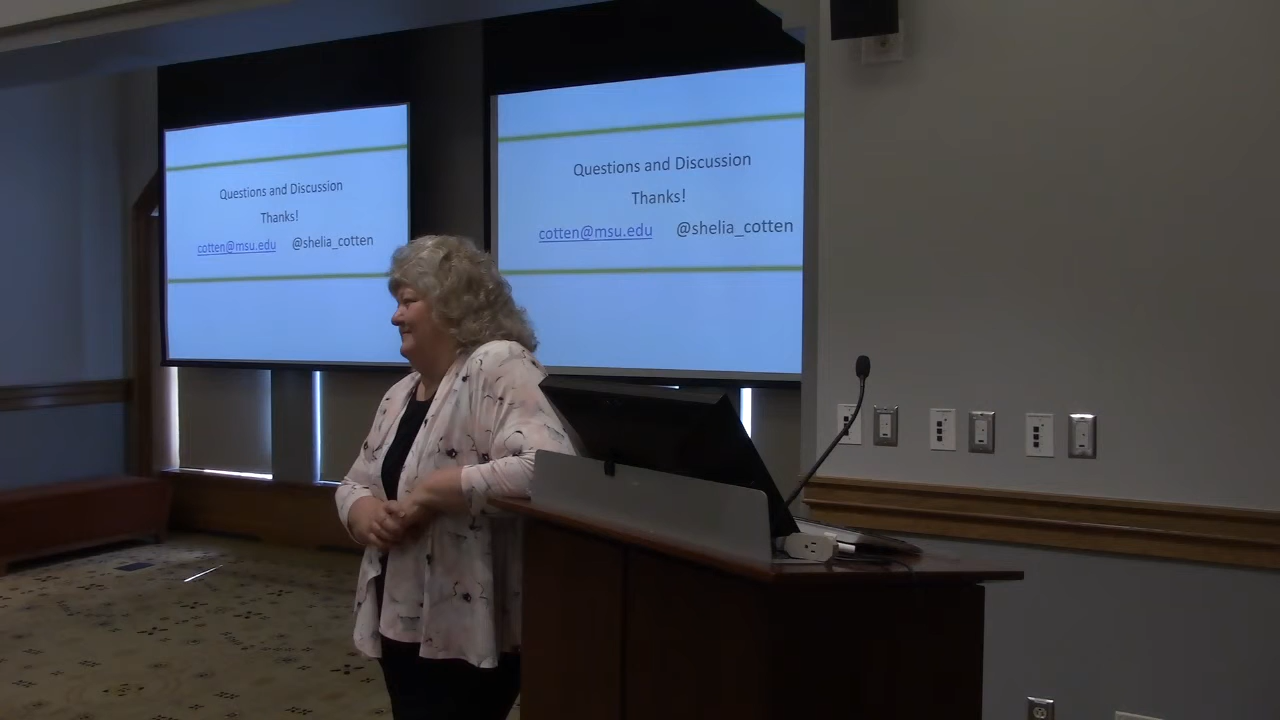 Questions and Discussion
Thanks!
cotten@msu.edu @shelia_cotten
Questions and Discussion
Thanks!
cotten@msu.edu @shelia_cotten